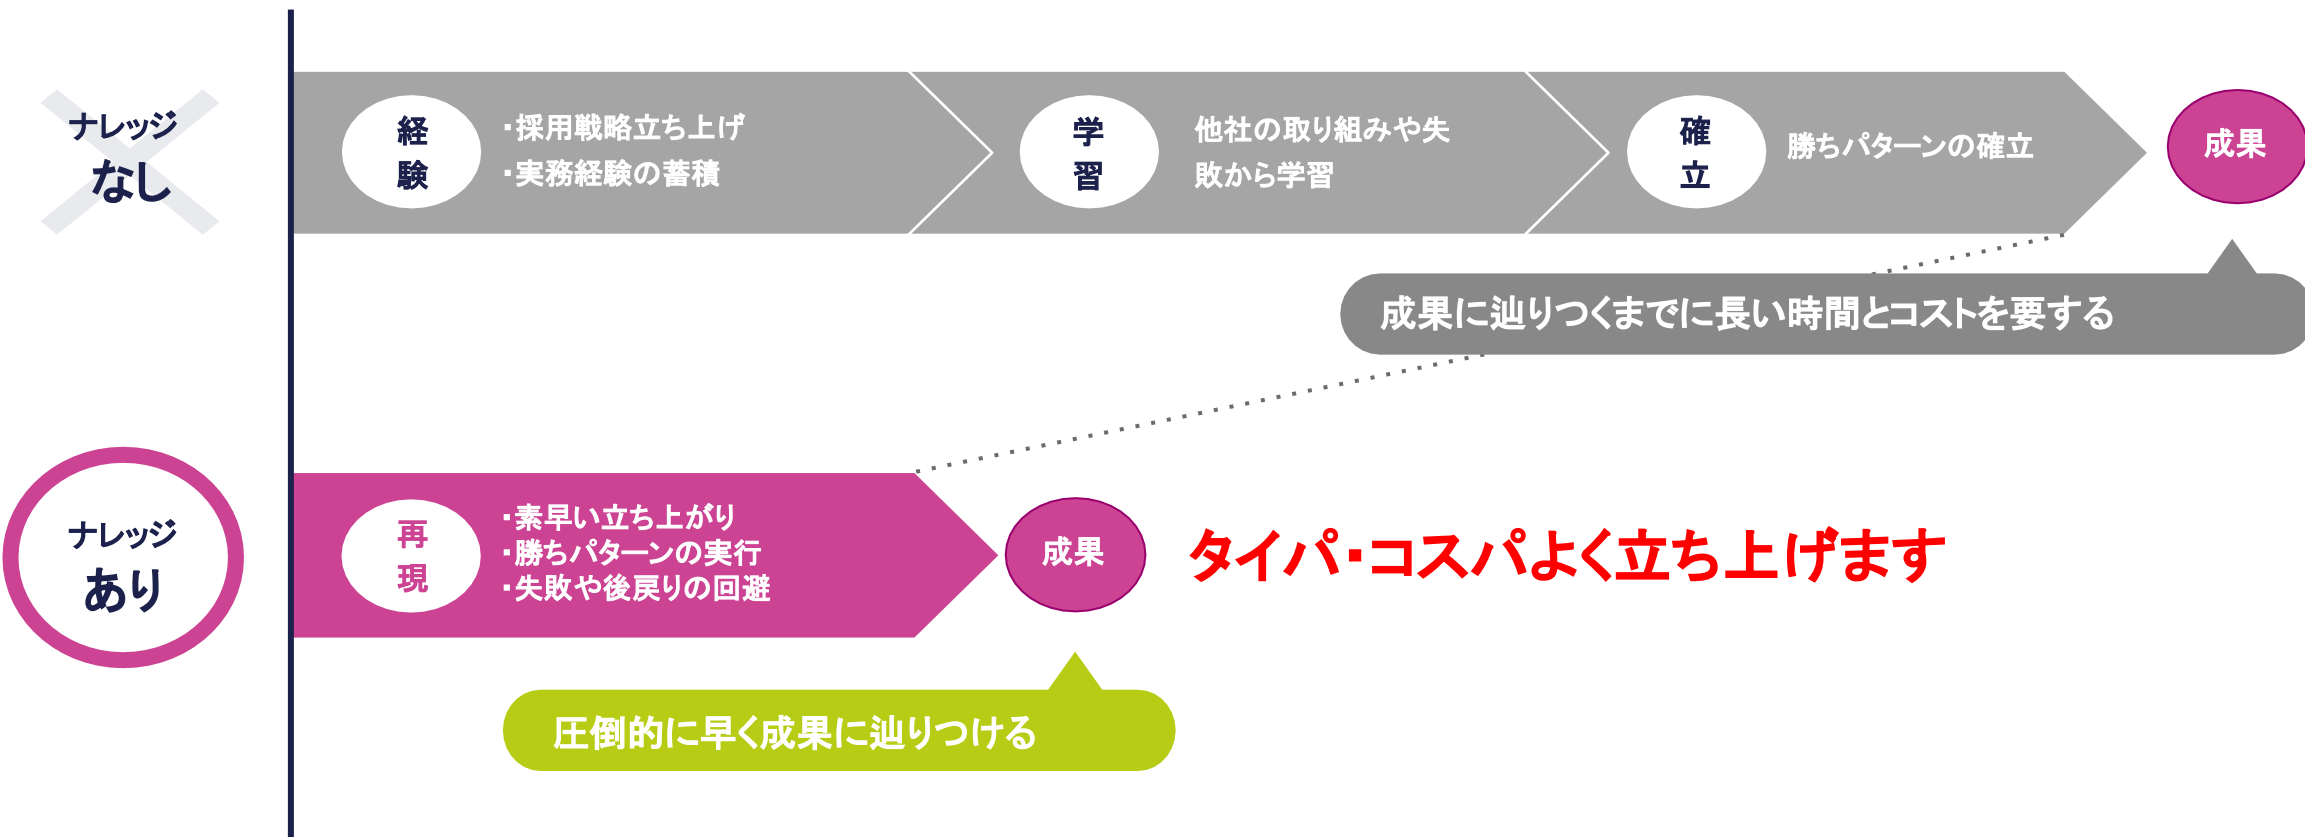 ナレッジ
なし
経
験
・採用戦略立ち上げ
・実務経験の蓄積
学
習
他社の取り組みや失
敗から学習
確
立
勝ちパターンの確立
成果
成果に辿りつくまでに長い時間とコストを要する
ナレッジ
あり
再
現
・素早い立ち上がり
・勝ちパターンの実行
・失敗や後戻りの回避
成果
タイパ・コスパよく立ち上げます
圧倒的に早く成果に辿りつける